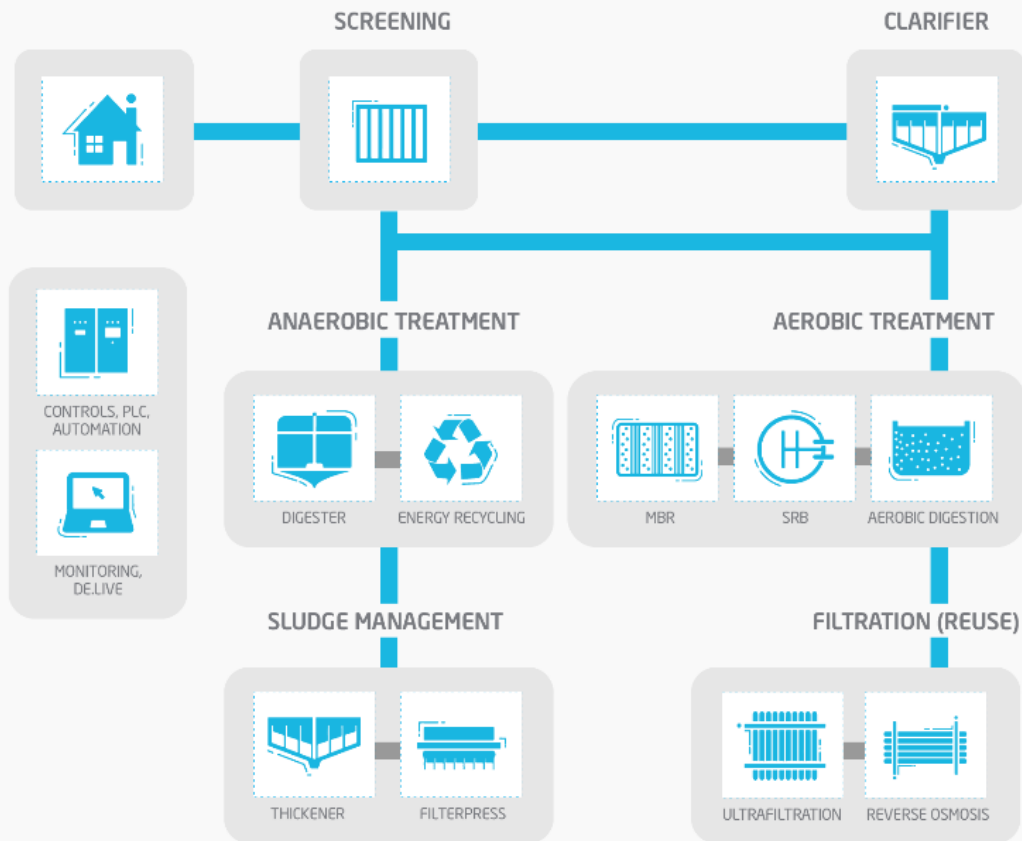 SCREENING
CLARIFIER
ANAEROBIC TREATMENT
AEROBIC TREATMENT
CONTROLS, PLC,
AUTOMATION
MONITORING,
DE.LIVE
DIGESTER
ENERGY RECYCLING
MBR
SRB
AEROBIC DIGESTION
SLUDGE MANAGEMENT
FILTRATION (REUSE)
THICKENER
FILTERPRESS
ULTRAFILTRATION
REVERSE OSMOSIS